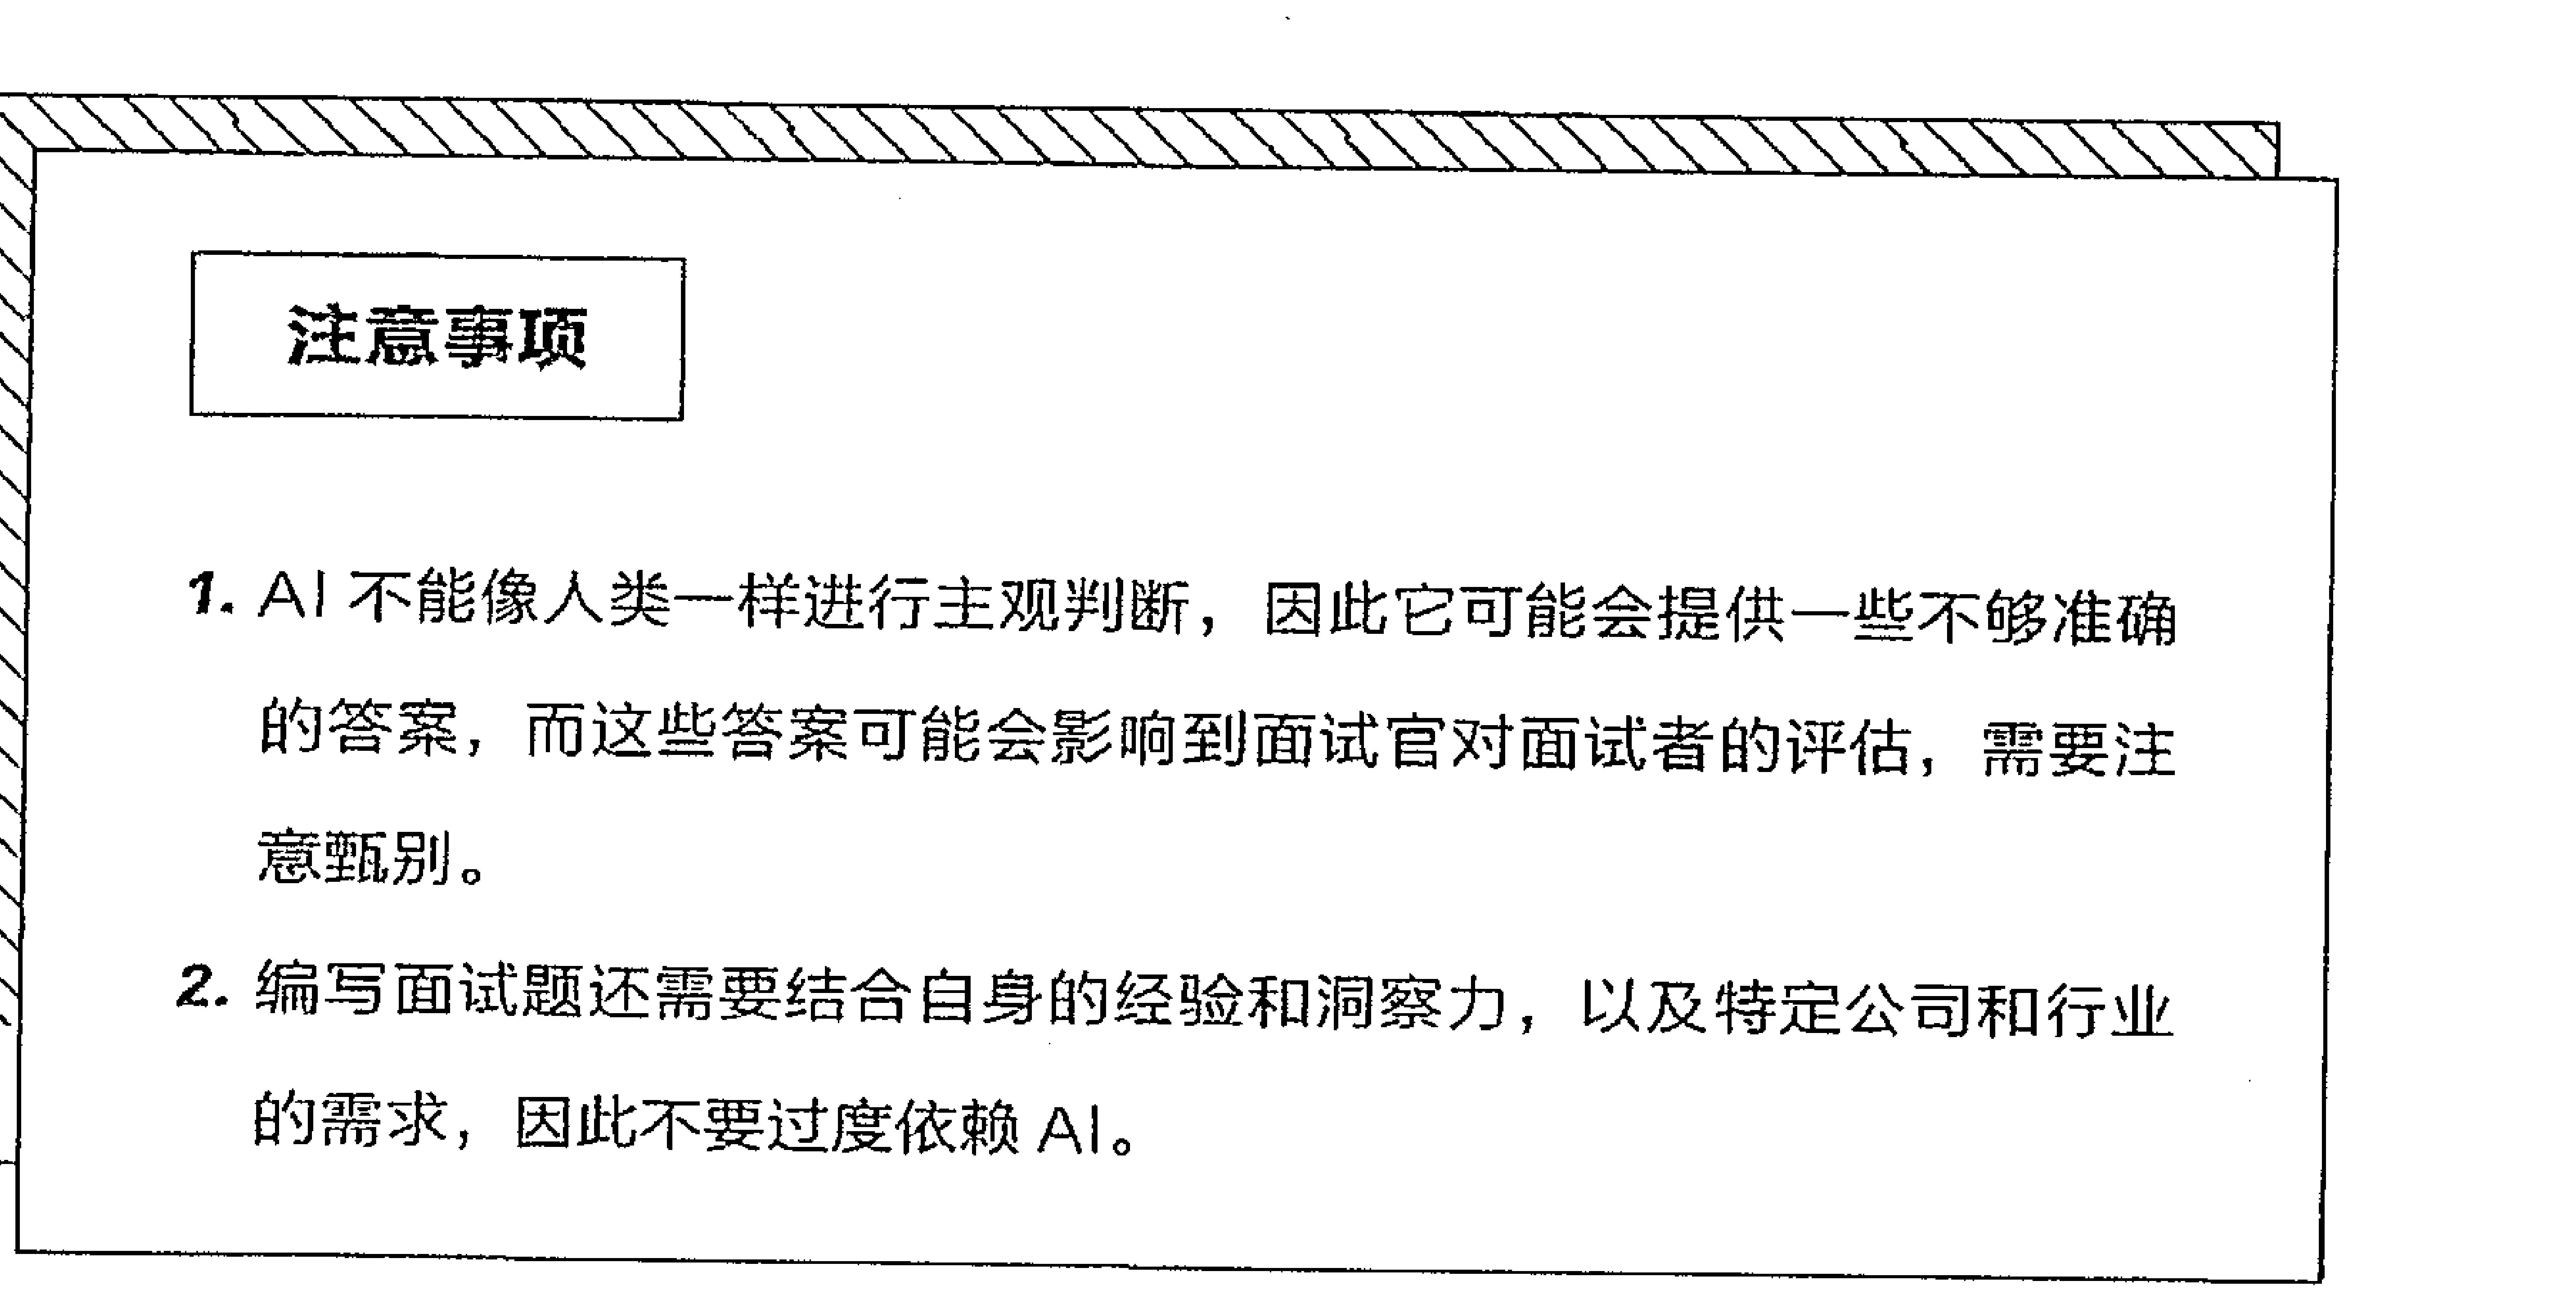 注意事项
1. AI 不能像人类一样进行主观判断，因此它可能会提供一些不够准确
的答案，而这些答案可能会影响到面试官对面试者的评估，需要注
意甄别。
2. 编写面试题还需要结合自身的经验和洞察力，以及特定公司和行业
的需求，因此不要过度依赖 AI。